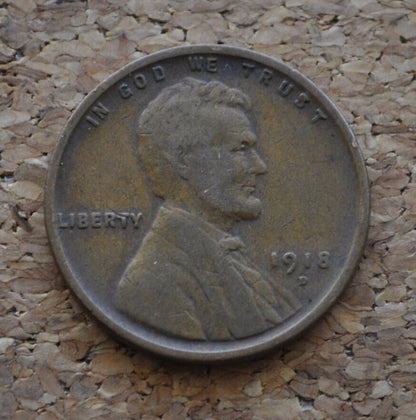 IN GOD WE TRUST
LIBERTY
1918
D